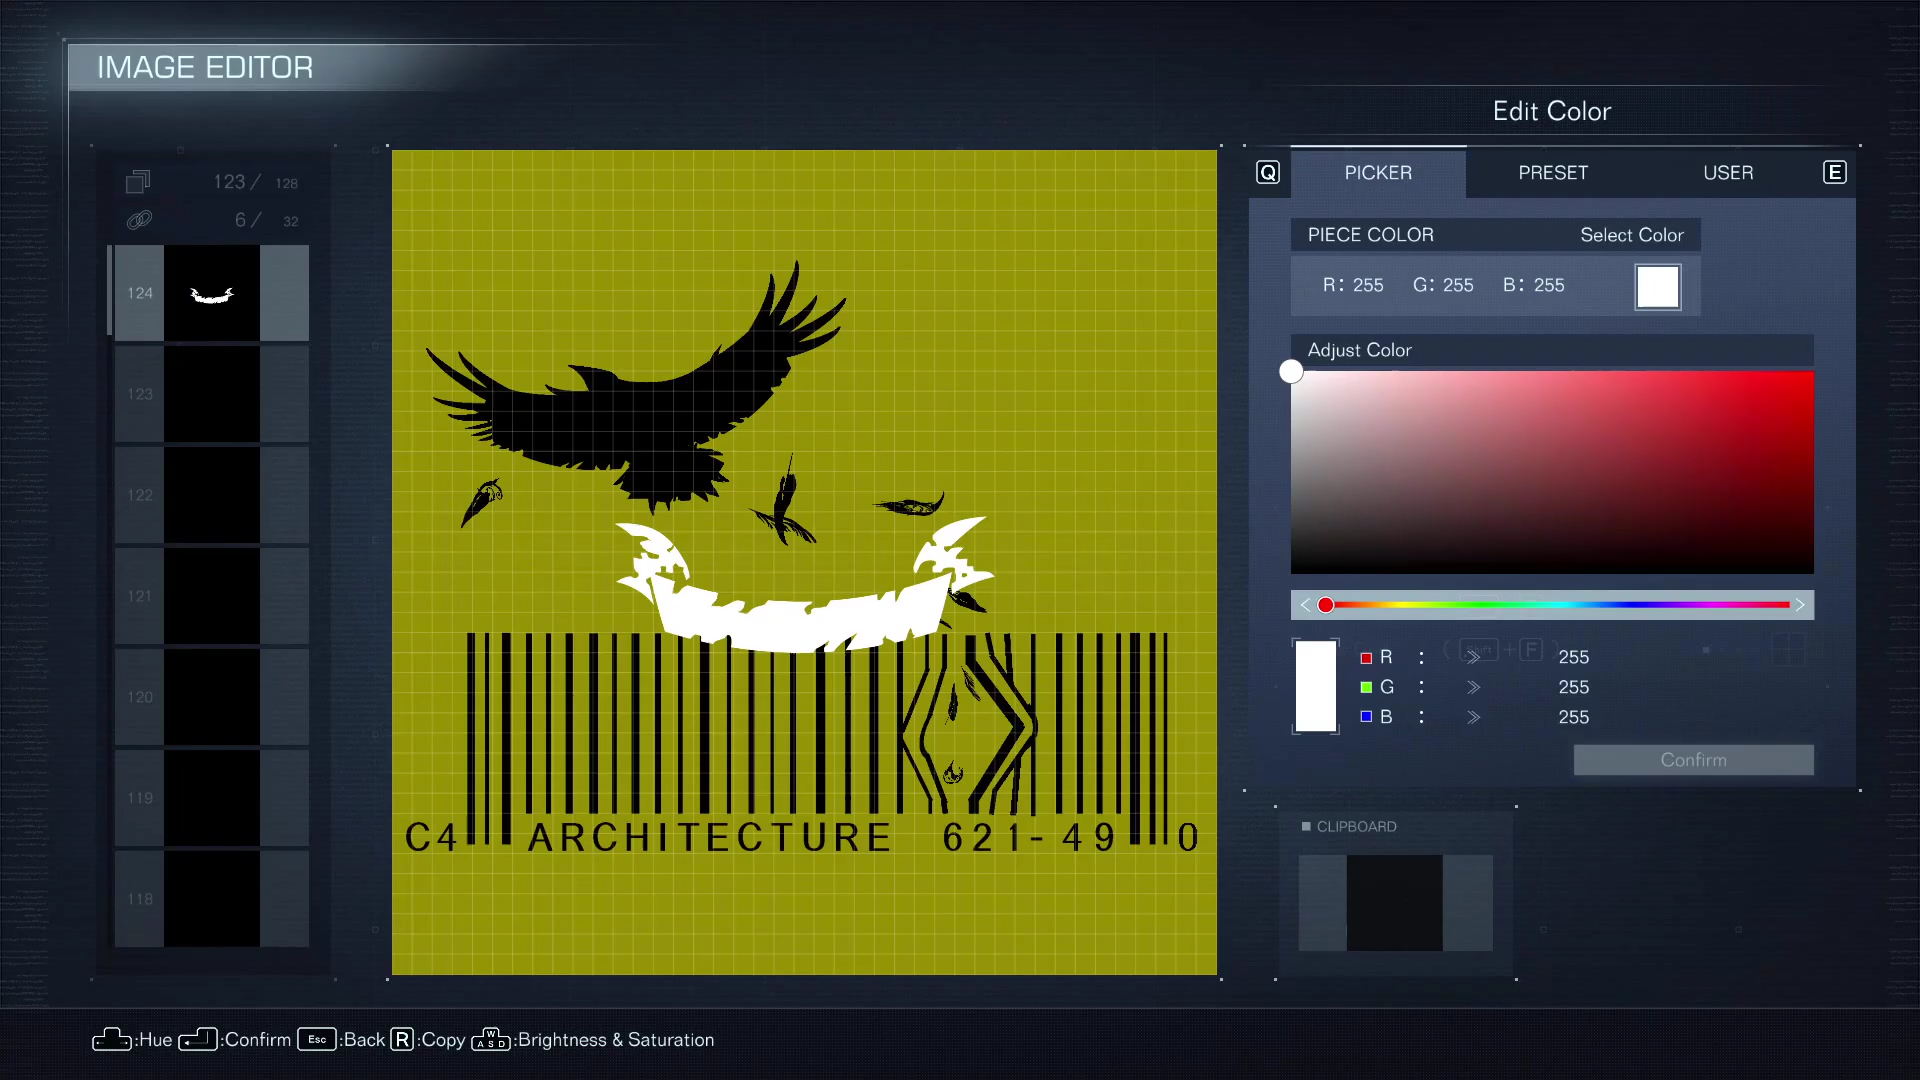 IMAGE EDITOR
Edit Color
123 / 128
6 / 32
124
123
122
121
120
119
118
C4 ARCHITECTURE 621-49 0
Q PICKER PRESET USER E
PIECE COLOR Select Color
R: 255 G: 255 B: 255
Adjust Color
Shift + F
R : 255
G : 255
B : 255
Confirm
CLIPBOARD
:Hue :Confirm Esc :Back R :Copy W A S D :Brightness & Saturation